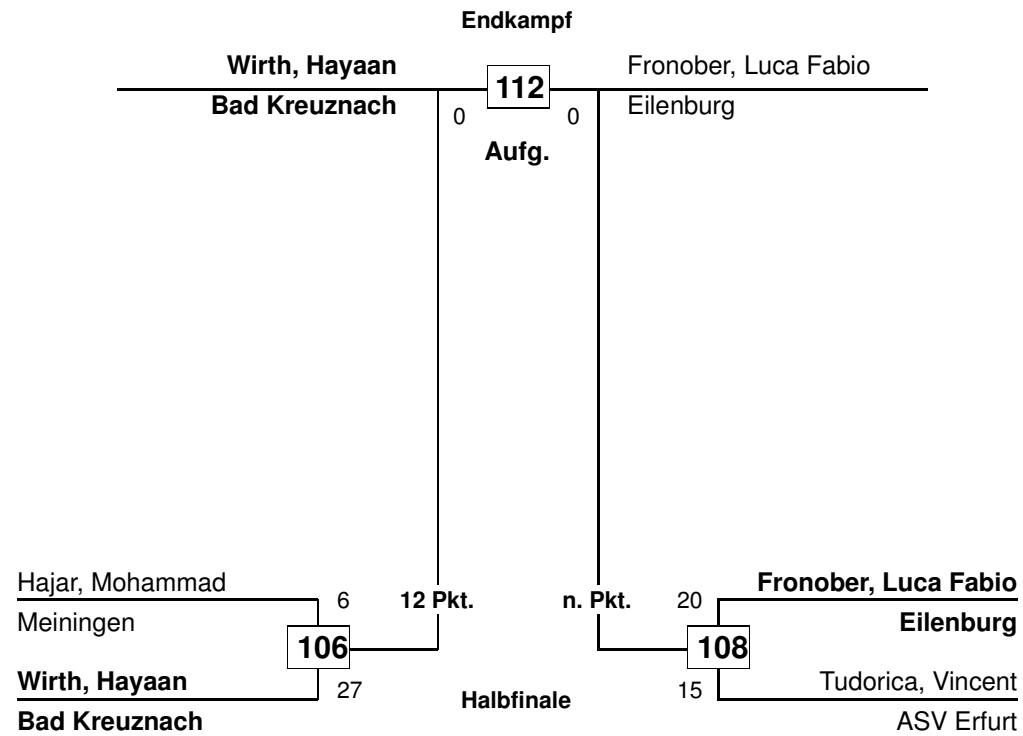 Endkampf
Wirth, Hayaan
Bad Kreuznach
0
112
0
Aufg.
Fronober, Luca Fabio
Eilenburg
Hajar, Mohammad
Meiningen
6
12 Pkt.
106
Wirth, Hayaan
Bad Kreuznach
27
Halbfinale
n. Pkt.
20
Fronober, Luca Fabio
Eilenburg
108
15
Tudorica, Vincent
ASV Erfurt